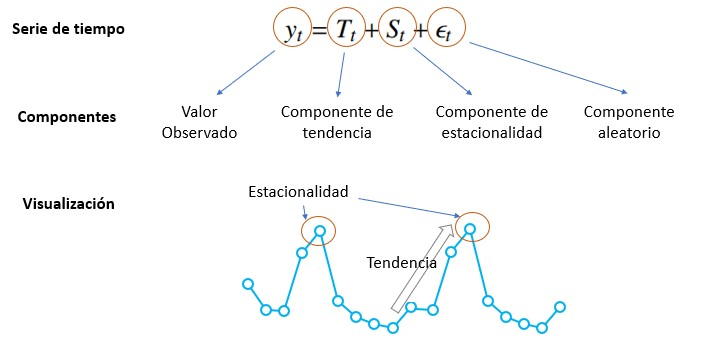 Serie de tiempo
yₜ=Tₜ+Sₜ+ϵₜ
Componentes
Valor
Observado
Componente de
tendencia
Componente de
estacionalidad
Componente
aleatorio
Visualización
Estacionalidad
Tendencia